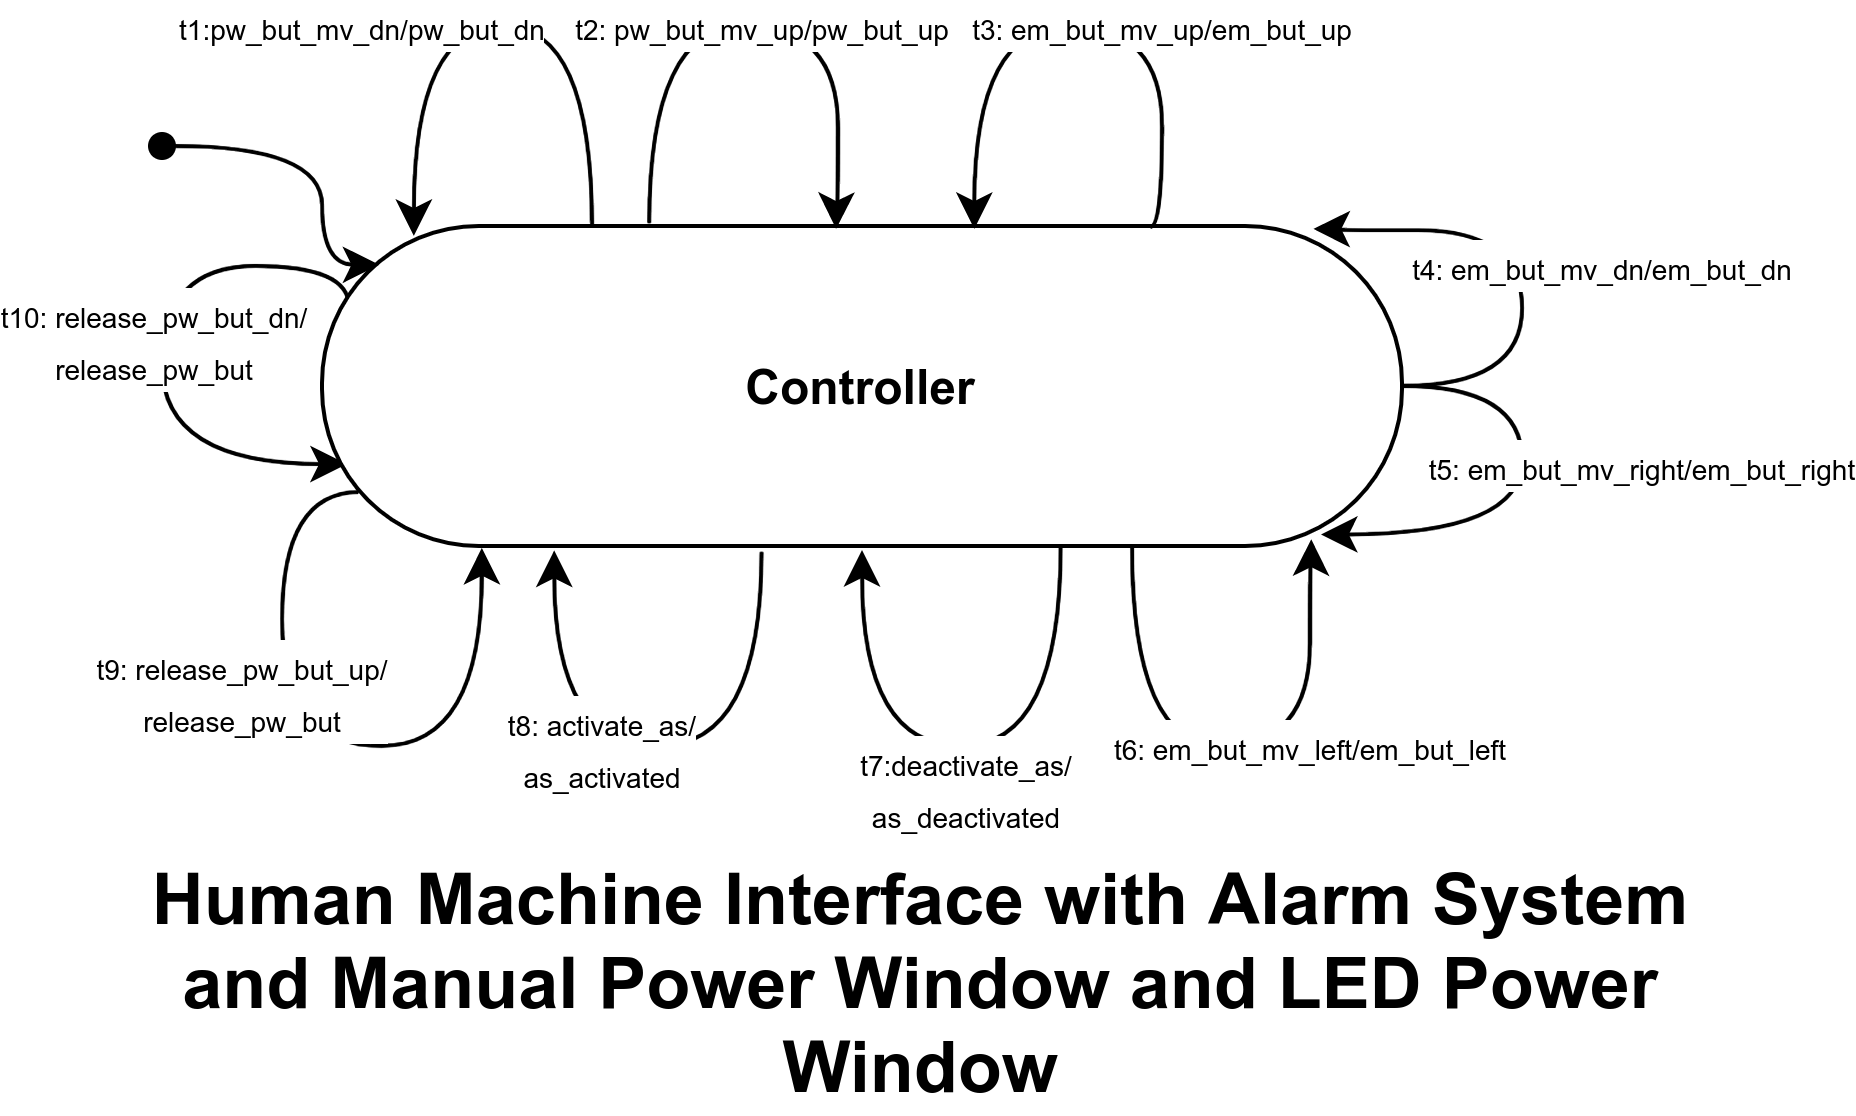 t1:pw_but_mv_dn/pw_but_dn
t2: pw_but_mv_up/pw_but_up
t3: em_but_mv_up/em_but_up
t4: em_but_mv_dn/em_but_dn
t10: release_pw_but_dn/
release_pw_but
Controller
t5: em_but_mv_right/em_but_right
t9: release_pw_but_up/
release_pw_but
t8: activate_as/
as_activated
t7:deactivate_as/
as_deactivated
t6: em_but_mv_left/em_but_left
Human Machine Interface with Alarm System
and Manual Power Window and LED Power
Window